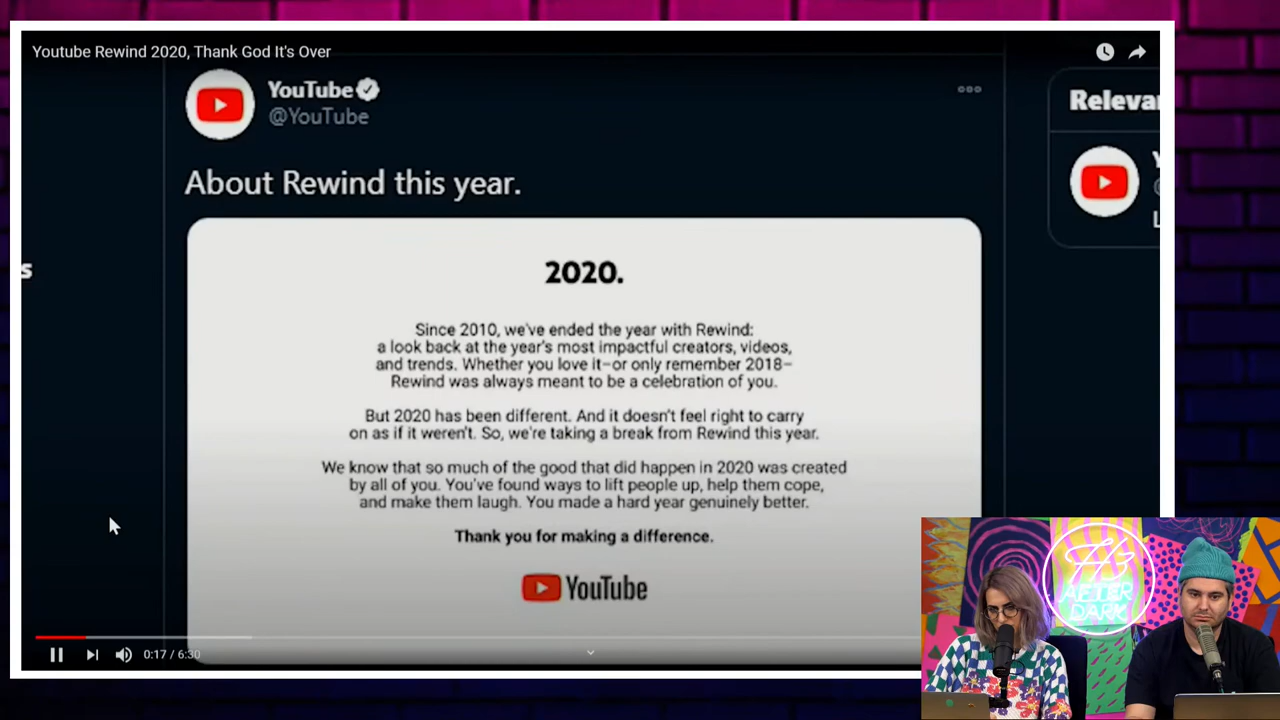 Youtube Rewind 2020, Thank God It's Over
YouTube
@YouTube
Releva
About Rewind this year.
s
2020.
Since 2010, we've ended the year with Rewind:
a look back at the year's most impactful creators, videos,
and trends. Whether you love it–or only remember 2018–
Rewind was always meant to be a celebration of you.
But 2020 has been different. And it doesn't feel right to carry
on as if it weren't. So, we're taking a break from Rewind this year.
We know that so much of the good that did happen in 2020 was created
by all of you. You've found ways to lift people up, help them cope,
and make them laugh. You made a hard year genuinely better.
Thank you for making a difference.
YouTube
0:17 / 6:30
AFTER
DARK